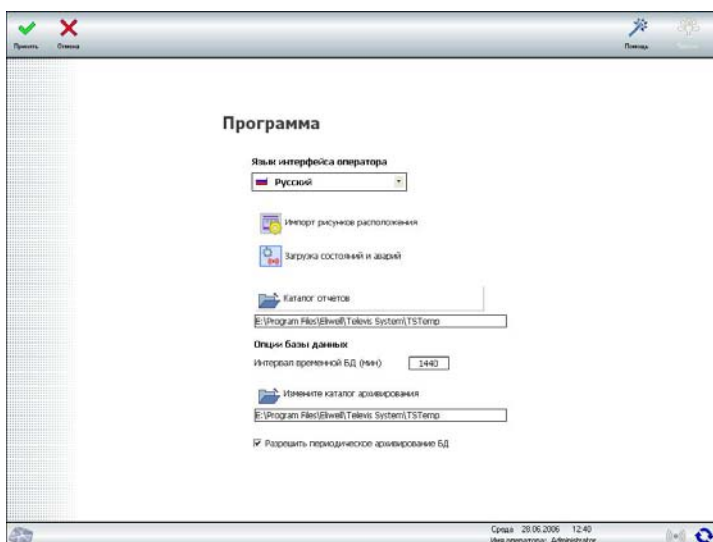 Принять Отмена Помощь
Программа
Язык интерфейса оператора
Русский
Импорт рисунков расположения
Загрузка состояний и аварий
Каталог отчетов
E:\Program Files\Eliwell\Televis System\TSTemp
Опции базы данных
Интервал временной БД (мин) 1440
Измените каталог архивирования
E:\Program Files\Eliwell\Televis System\TSTemp
Разрешить периодическое архивирование БД
Среда 28.06.2006 12:40
Имя оператора: Administrator